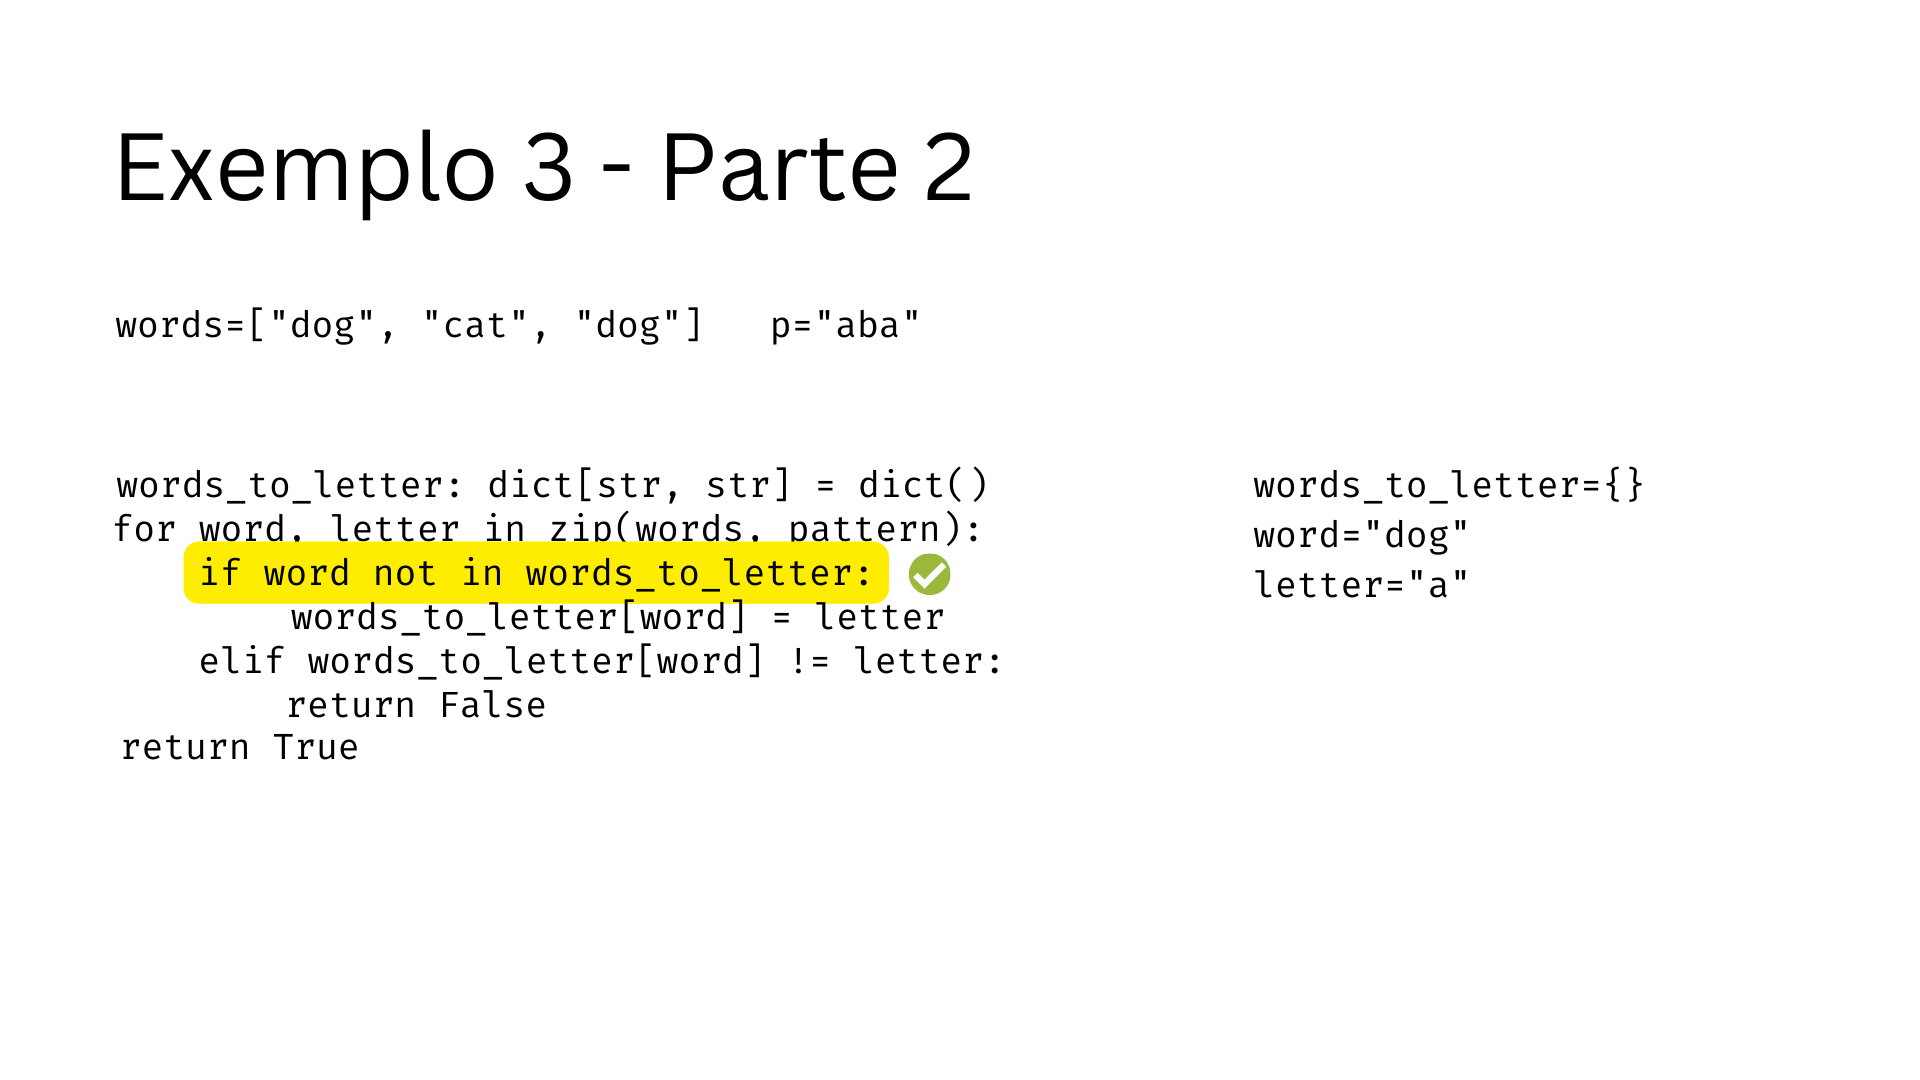 Exemplo 3 - Parte 2
words=["dog", "cat", "dog"]   p="aba"
words_to_letter: dict[str, str] = dict()
for word, letter in zip(words, pattern):
    if word not in words_to_letter:
        words_to_letter[word] = letter
    elif words_to_letter[word] != letter:
        return False
return True
words_to_letter={}
word="dog"
letter="a"